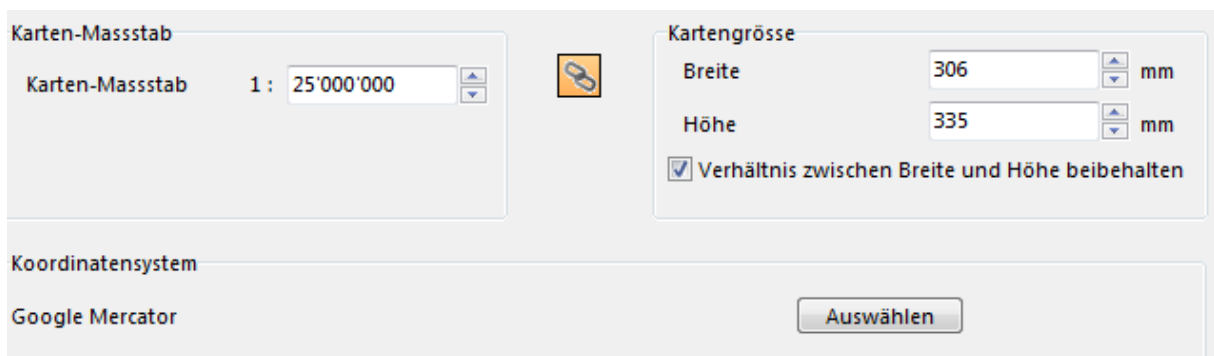 Karten-Massstab
Karten-Massstab 1 : 25'000'000
Kartengrösse
Breite 306 mm
Höhe 335 mm
Verhältnis zwischen Breite und Höhe beibehalten
Koordinatensystem
Google Mercator Auswählen